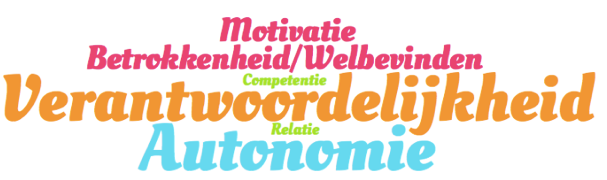 Motivatie
Betrokkenheid/Welbevinden
Competentie
Verantwoordelijkheid
Relatie
Autonomie